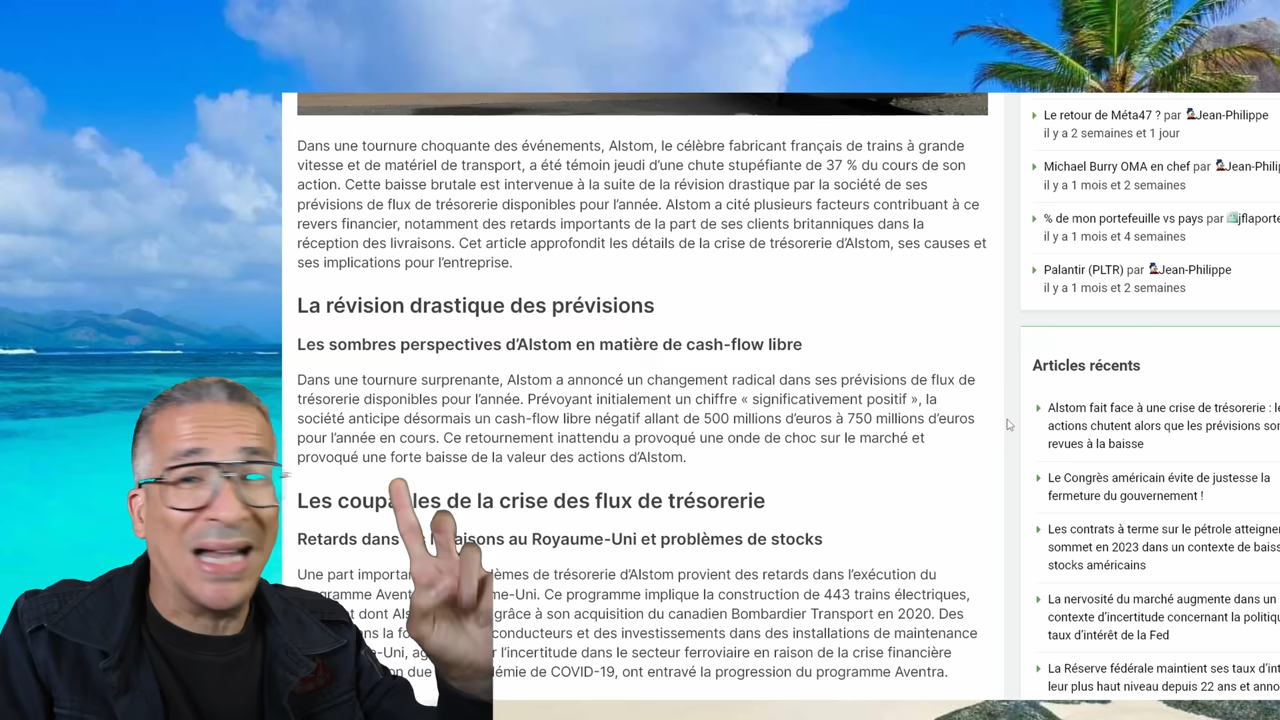 Dans une tournure choquante des événements, Alstom, le célèbre fabricant français de trains à grande
vitesse et de matériel de transport, a été témoin jeudi d'une chute stupéfiante de 37 % du cours de son
action. Cette baisse brutale est intervenue à la suite de la révision drastique par la société de ses
prévisions de flux de trésorerie disponibles pour l'année. Alstom a cité plusieurs facteurs contribuant à ce
revers financier, notamment des retards importants de la part de ses clients britanniques dans la
réception des livraisons. Cet article approfondit les détails de la crise de trésorerie d'Alstom, ses causes et
ses implications pour l'entreprise.
La révision drastique des prévisions
Les sombres perspectives d'Alstom en matière de cash-flow libre
Dans une tournure surprenante, Alstom a annoncé un changement radical dans ses prévisions de flux de
trésorerie disponibles pour l'année. Prévoyant initialement un chiffre « significativement positif », la
société anticipe désormais un cash-flow libre négatif allant de 500 millions d'euros à 750 millions d'euros
pour l'année en cours. Ce retournement inattendu a provoqué une onde de choc sur le marché et
provoqué une forte baisse de la valeur des actions d'Alstom.
Les coupables de la crise des flux de trésorerie
Retards dans les livraisons au Royaume-Uni et problèmes de stocks
Une part important lèmes de trésorerie d'Alstom provient des retards dans l'exécution du
gramme Avent me-Uni. Ce programme implique la construction de 443 trains électriques,
nt dont Als grâce à son acquisition du canadien Bombardier Transport en 2020. Des
ns la fo conducteurs et des investissements dans des installations de maintenance
e-Uni, ag r l'incertitude dans le secteur ferroviaire en raison de la crise financière
on due démie de COVID-19, ont entravé la progression du programme Aventra.
Le retour de Méta47 ? par Jean-Philippe
il y a 2 semaines et 1 jour
Michael Burry OMA en chef par Jean-Philip
il y a 1 mois et 2 semaines
% de mon portefeuille vs pays par jflaporte
il y a 1 mois et 4 semaines
Palantir (PLTR) par Jean-Philippe
il y a 1 mois et 2 semaines
Articles récents
Alstom fait face à une crise de trésorerie : le
actions chutent alors que les prévisions son
revues à la baisse
Le Congrès américain évite de justesse la
fermeture du gouvernement !
Les contrats à terme sur le pétrole atteigner
sommet en 2023 dans un contexte de baiss
stocks américains
La nervosité du marché augmente dans un
contexte d'incertitude concernant la politiqu
taux d'intérêt de la Fed
La Réserve fédérale maintient ses taux d'int
leur plus haut niveau depuis 22 ans et anno